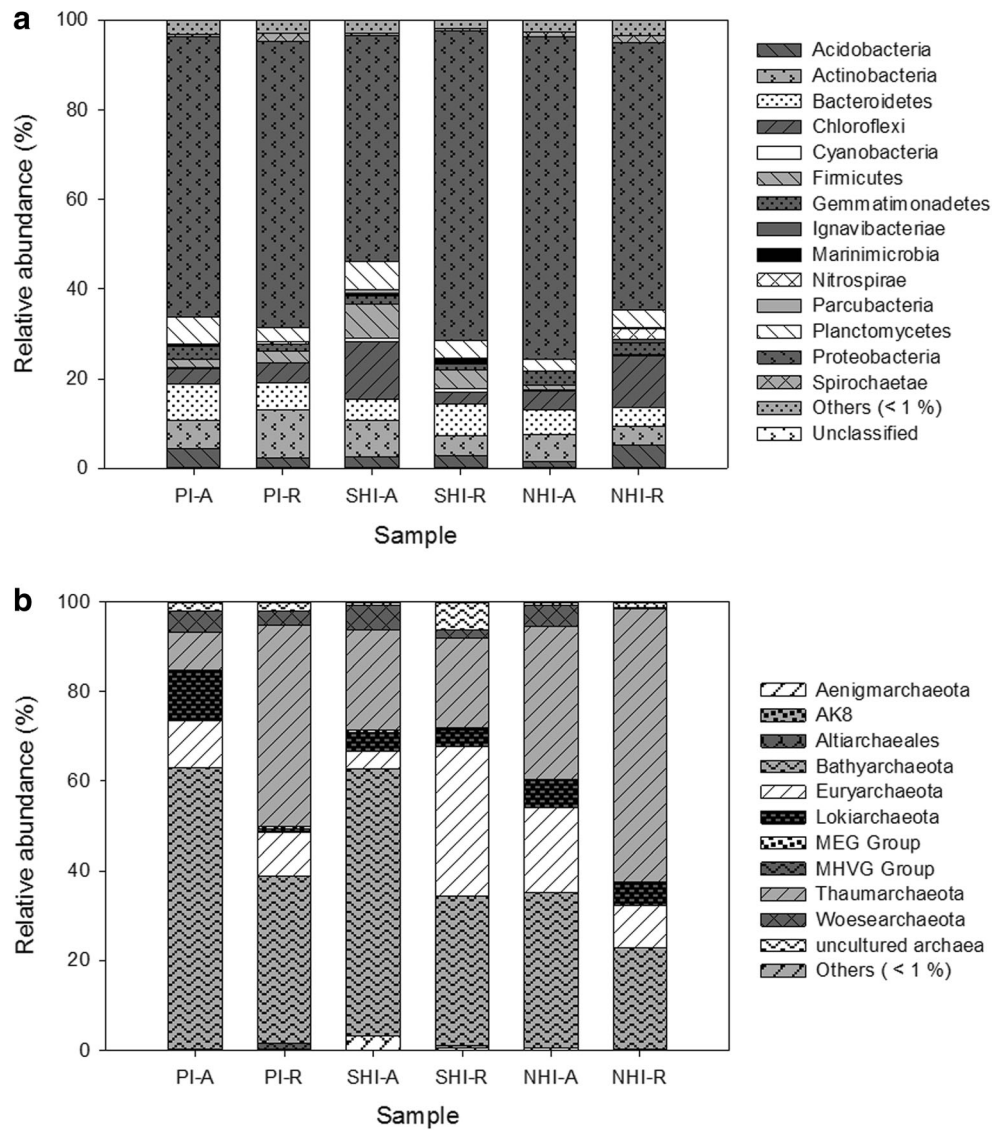 a
100
80
60
40
20
0
Relative abundance (%)
PI-A PI-R SHI-A SHI-R NHI-A NHI-R
Sample
Acidobacteria
Actinobacteria
Bacteroidetes
Chloroflexi
Cyanobacteria
Firmicutes
Gemmatimonadetes
Ignavibacteriae
Marinimicrobia
Nitrospirae
Parcubacteria
Planctomycetes
Proteobacteria
Spirochaetae
Others (< 1 %)
Unclassified
b
100
80
60
40
20
0
Relative abundance (%)
PI-A PI-R SHI-A SHI-R NHI-A NHI-R
Sample
Aenigmarchaeota
AK8
Altiarchaeales
Bathyarchaeota
Euryarchaeota
Lokiarchaeota
MEG Group
MHVG Group
Thaumarchaeota
Woesearchaeota
uncultured archaea
Others ( < 1 %)